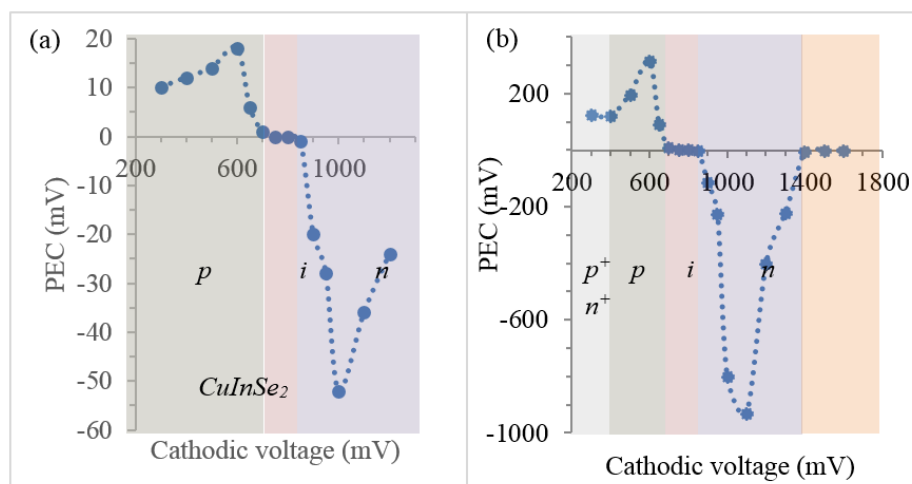 (a)
20
10
0
200
600
1000
-10
-20
-30
-40
-50
-60
PEC (mV)
p
i
n
CuInSe₂
Cathodic voltage (mV)
(b)
200
200
600
1000
1400
1800
-200
-600
-1000
PEC (mV)
p⁺
n⁺
p
i
n
Cathodic voltage (mV)